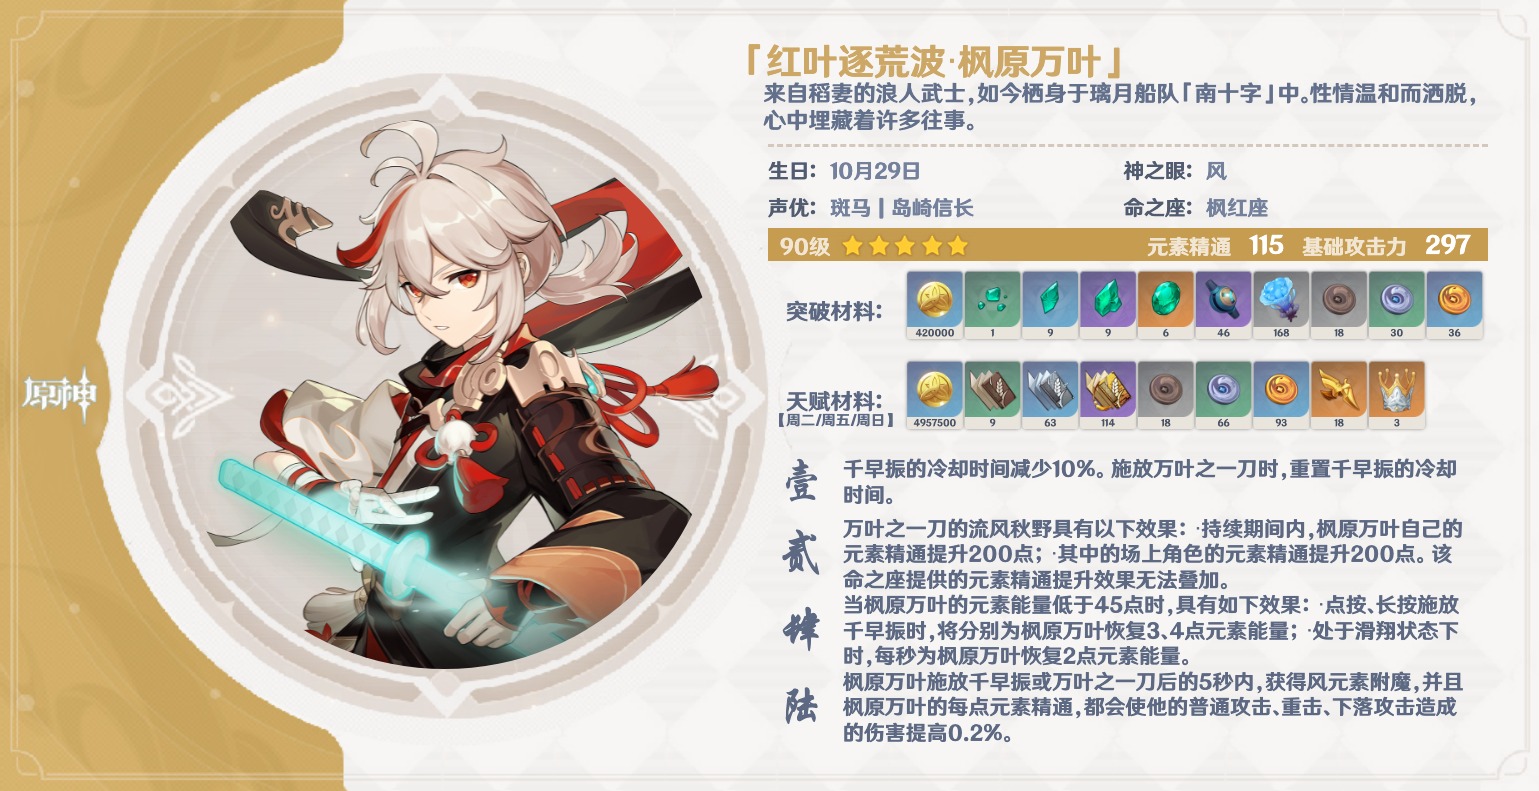 原神
「红叶逐荒波·枫原万叶」
来自稻妻的浪人武士,如今栖身于璃月船队「南十字」中。性情温和而洒脱,
心中埋藏着许多往事。
生日: 10月29日 神之眼: 风
声优: 斑马 | 岛崎信长 命之座: 枫红座
90级 元素精通 115 基础攻击力 297
突破材料:
420000 1 9 9 6 46 168 18 30 36
天赋材料:
【周二/周五/周日】
4957500 9 63 114 18 66 93 18 3
壹
千早振的冷却时间减少10%。施放万叶之一刀时,重置千早振的冷却
时间。
贰
万叶之一刀的流风秋野具有以下效果: ·持续期间内,枫原万叶自己的
元素精通提升200点; ·其中的场上角色的元素精通提升200点。该
命之座提供的元素精通提升效果无法叠加。
肆
当枫原万叶的元素能量低于45点时,具有如下效果: ·点按、长按施放
千早振时,将分别为枫原万叶恢复3、4点元素能量; ·处于滑翔状态下
时,每秒为枫原万叶恢复2点元素能量。
陆
枫原万叶施放千早振或万叶之一刀后的5秒内,获得风元素附魔,并且
枫原万叶的每点元素精通,都会使他的普通攻击、重击、下落攻击造成
的伤害提高0.2%。